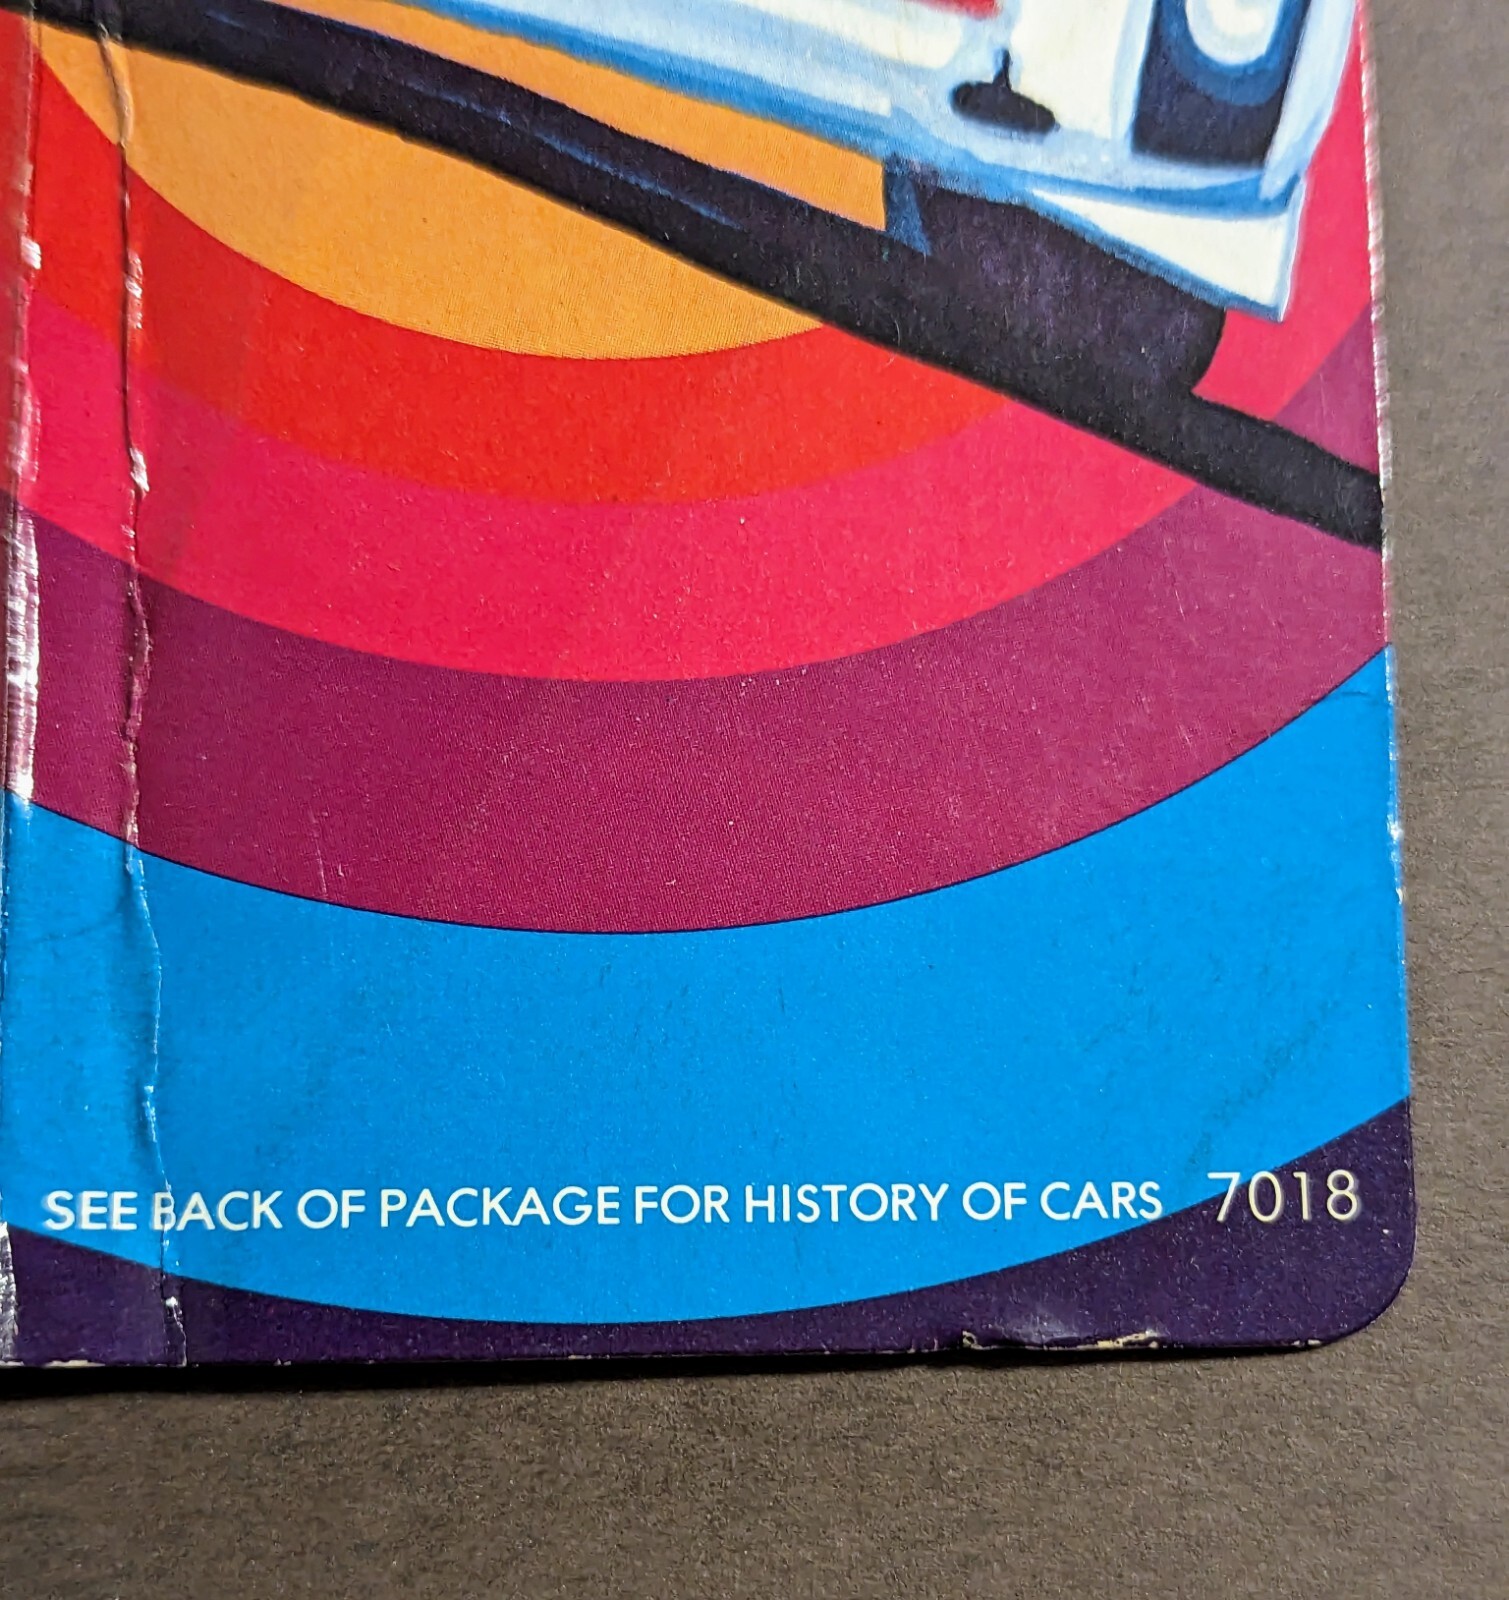 SEE BACK OF PACKAGE FOR HISTORY OF CARS 7018